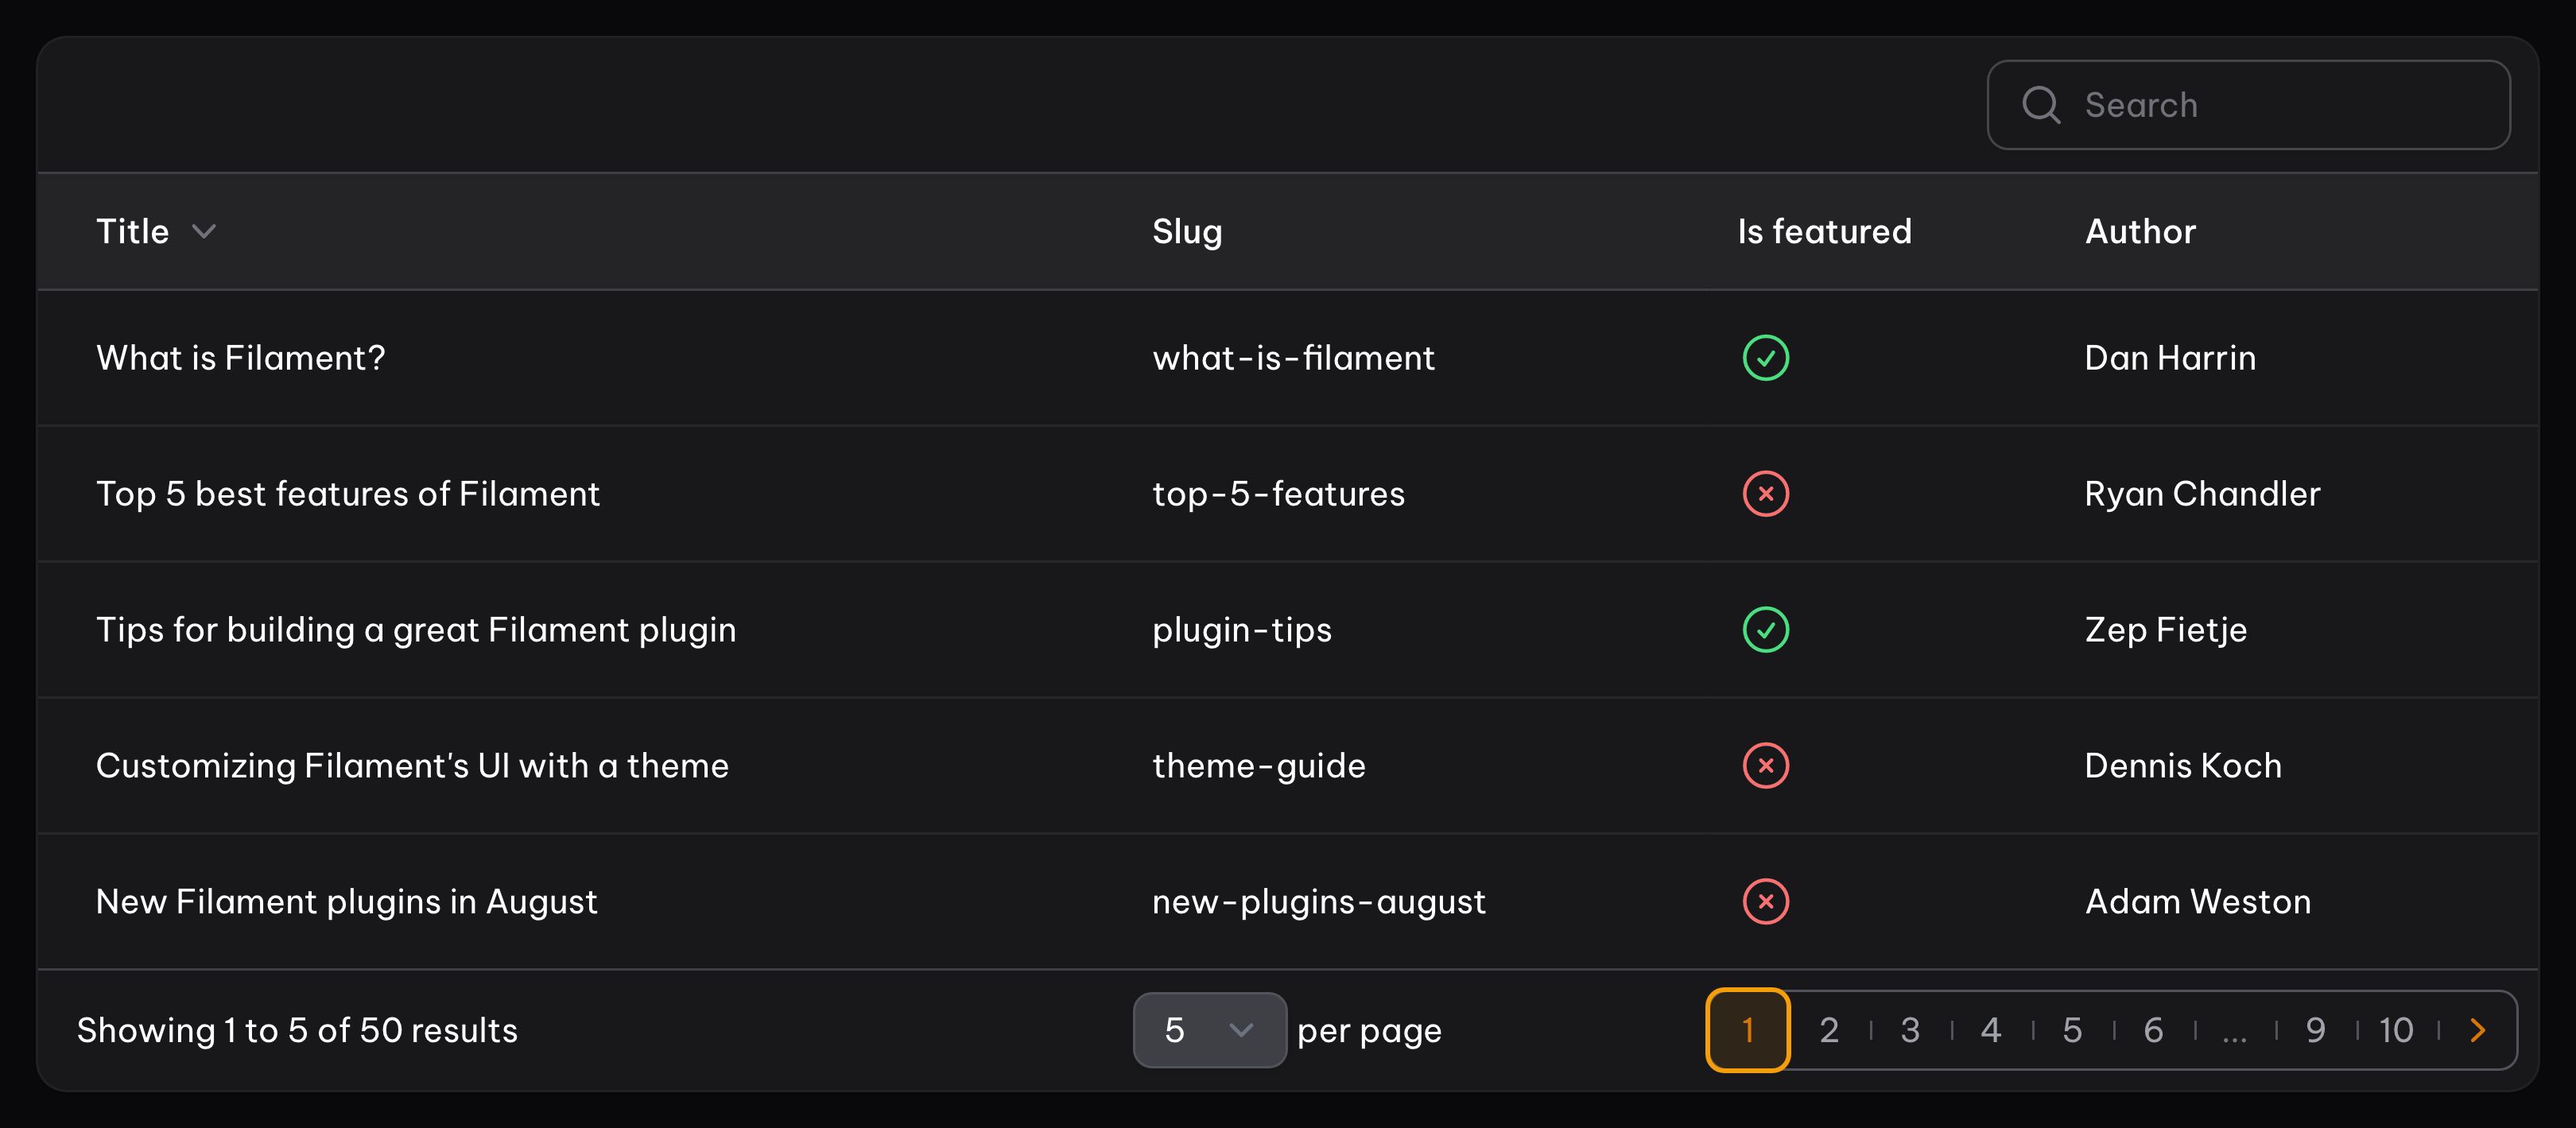 Search
Title Slug Is featured Author
What is Filament? what-is-filament Dan Harrin
Top 5 best features of Filament top-5-features Ryan Chandler
Tips for building a great Filament plugin plugin-tips Zep Fietje
Customizing Filament's UI with a theme theme-guide Dennis Koch
New Filament plugins in August new-plugins-august Adam Weston
Showing 1 to 5 of 50 results 5 per page 1 2 3 4 5 6 ... 9 10